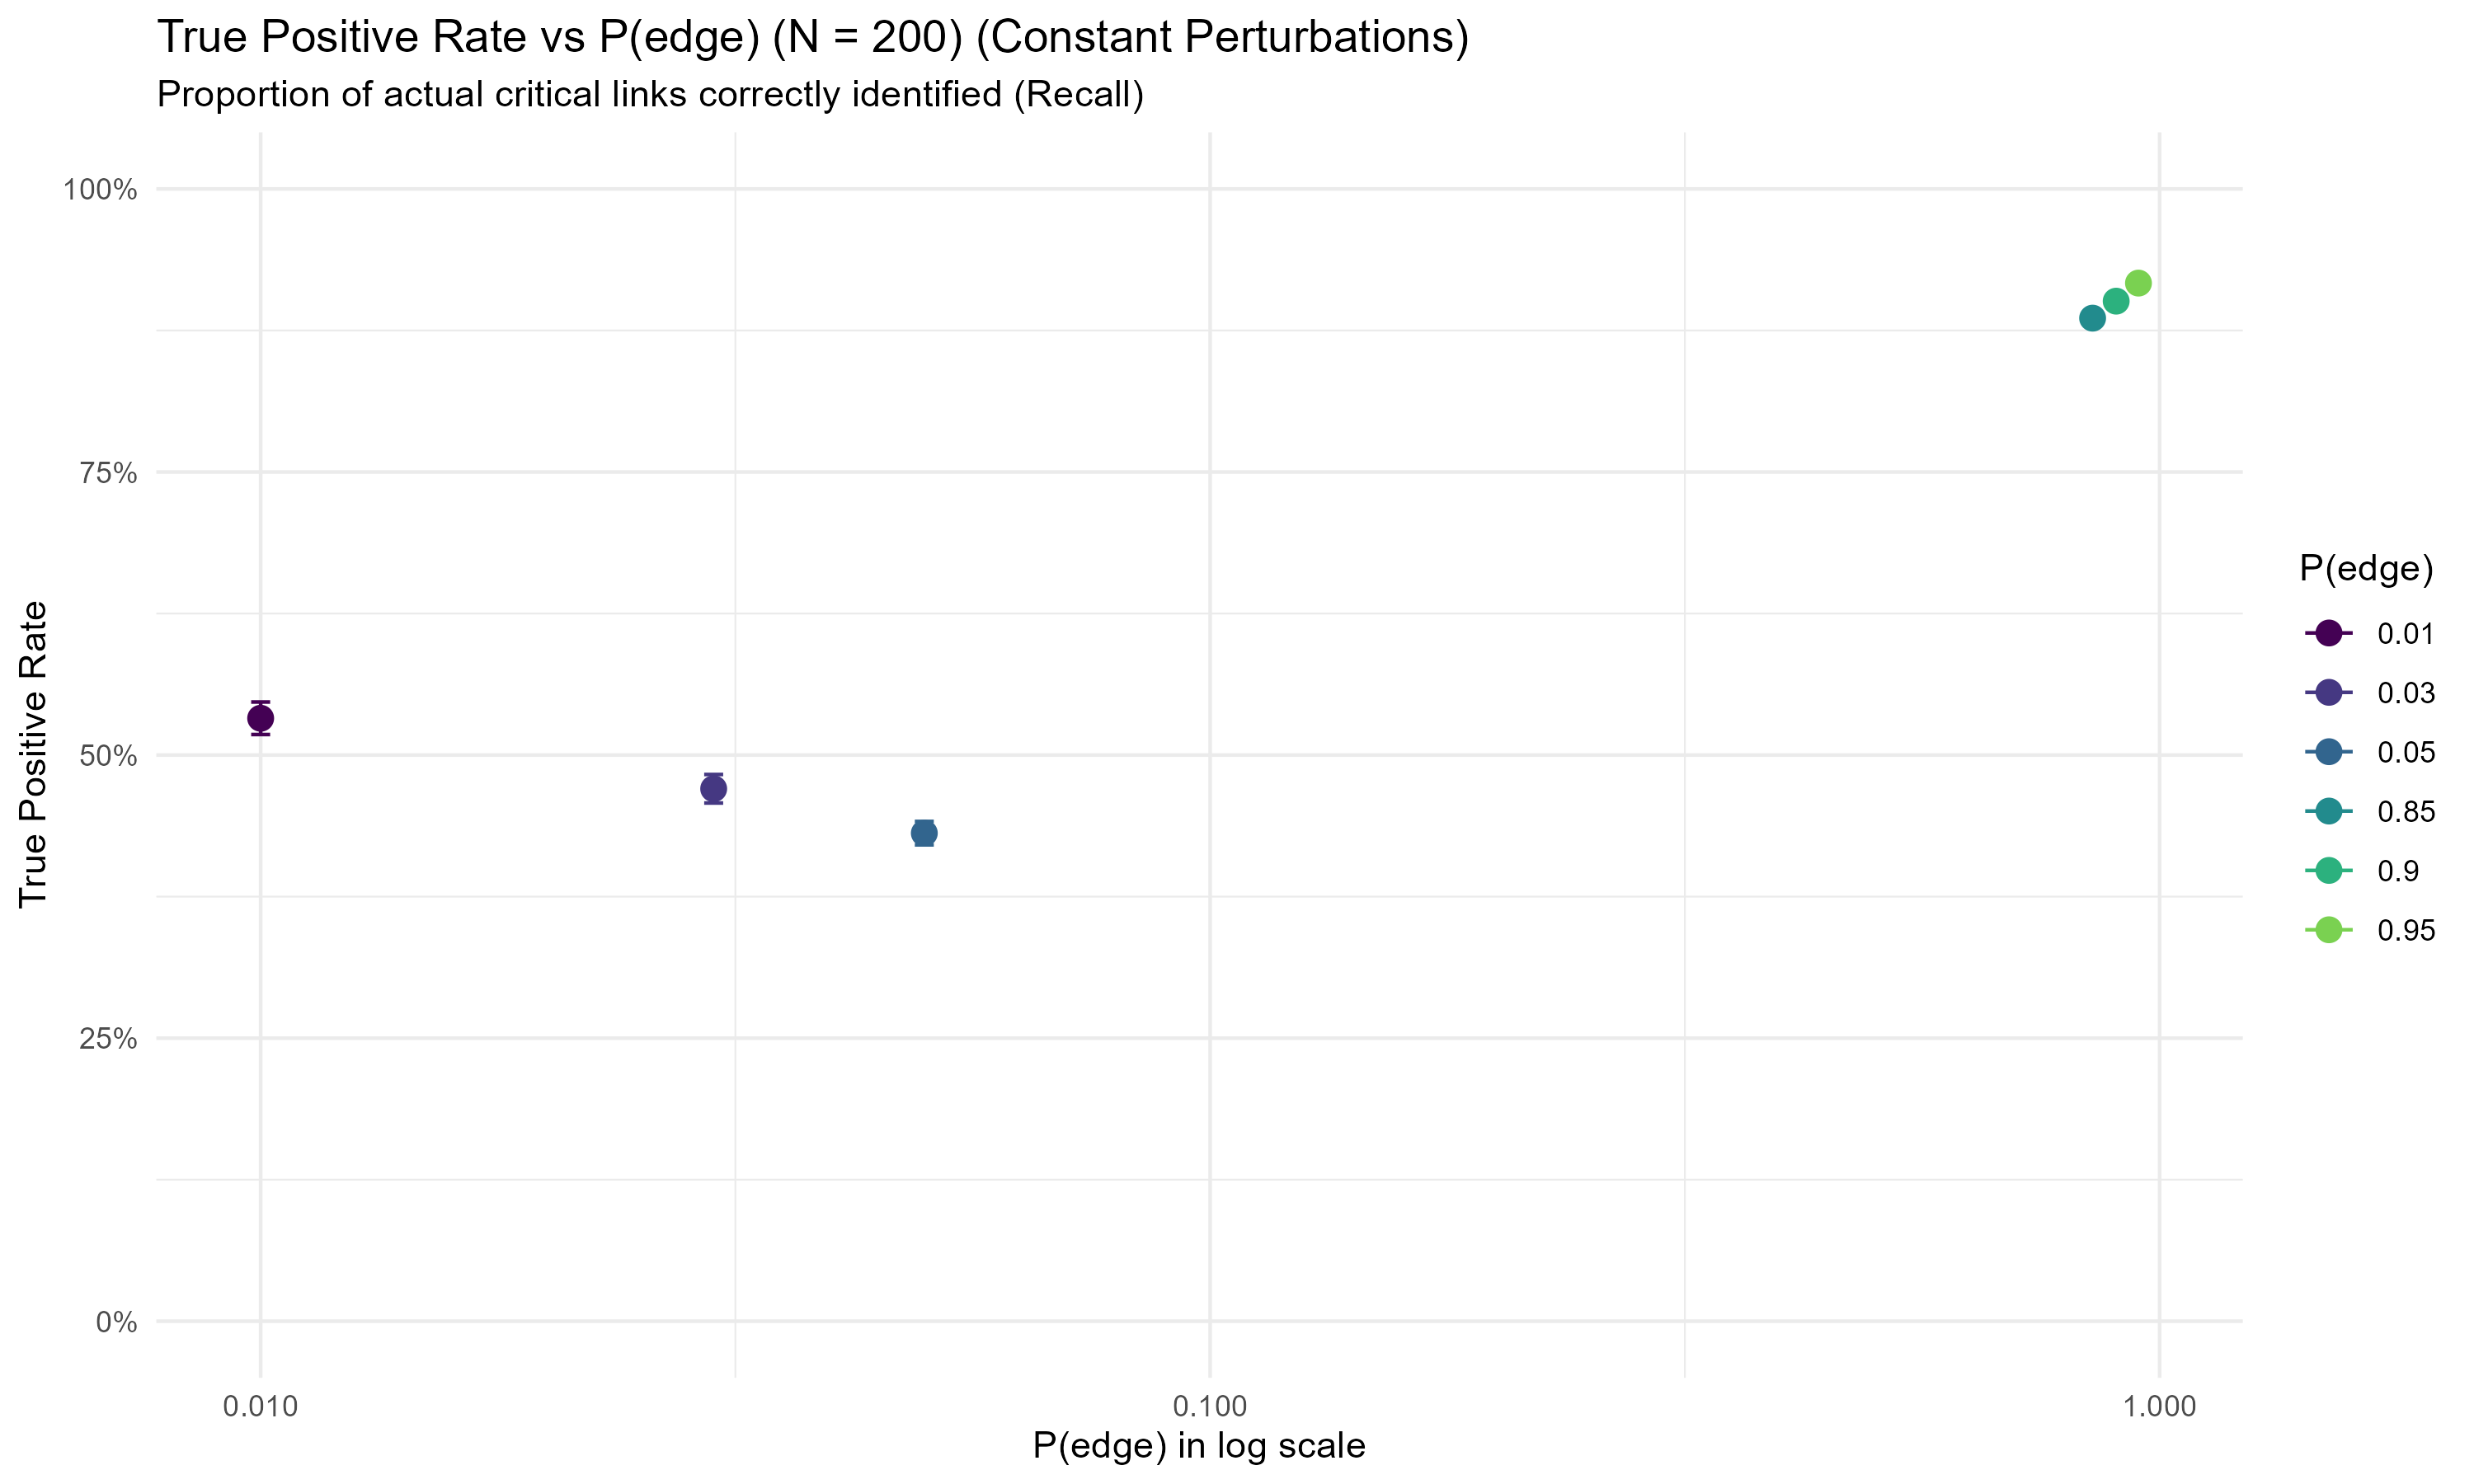 True Positive Rate vs P(edge) (N = 200) (Constant Perturbations)
Proportion of actual critical links correctly identified (Recall)
True Positive Rate
100%
75%
50%
25%
0%
0.010
0.100
1.000
P(edge) in log scale
P(edge)
0.01
0.03
0.05
0.85
0.9
0.95